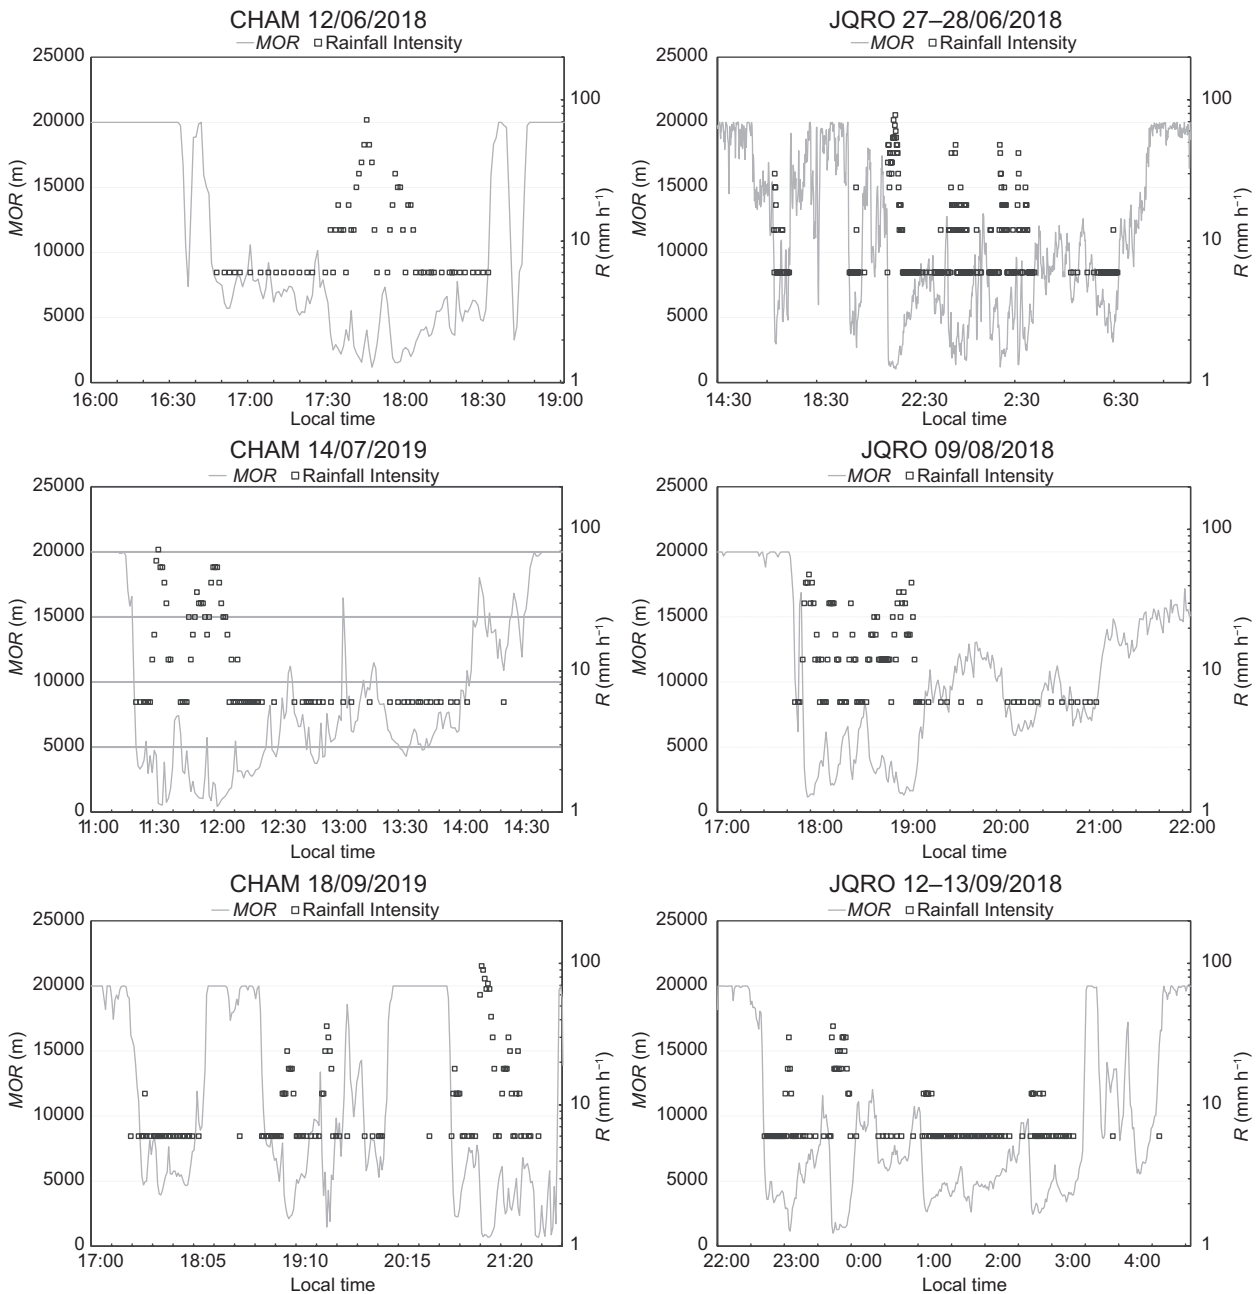 CHAM 12/06/2018
MOR Rainfall Intensity
25000
20000
15000
10000
5000
0
MOR (m)
100
10
1
R (mm h⁻¹)
16:00 16:30 17:00 17:30 18:00 18:30 19:00
Local time
JQRO 27–28/06/2018
MOR Rainfall Intensity
25000
20000
15000
10000
5000
0
MOR (m)
100
10
1
R (mm h⁻¹)
14:30 18:30 22:30 2:30 6:30
Local time
CHAM 14/07/2019
MOR Rainfall Intensity
25000
20000
15000
10000
5000
0
MOR (m)
100
10
1
R (mm h⁻¹)
11:00 11:30 12:00 12:30 13:00 13:30 14:00 14:30
Local time
JQRO 09/08/2018
MOR Rainfall Intensity
25000
20000
15000
10000
5000
0
MOR (m)
100
10
1
R (mm h⁻¹)
17:00 18:00 19:00 20:00 21:00 22:00
Local time
CHAM 18/09/2019
MOR Rainfall Intensity
25000
20000
15000
10000
5000
0
MOR (m)
100
10
1
R (mm h⁻¹)
17:00 18:05 19:10 20:15 21:20
Local time
JQRO 12–13/09/2018
MOR Rainfall Intensity
25000
20000
15000
10000
5000
0
MOR (m)
100
10
1
R (mm h⁻¹)
22:00 23:00 0:00 1:00 2:00 3:00 4:00
Local time